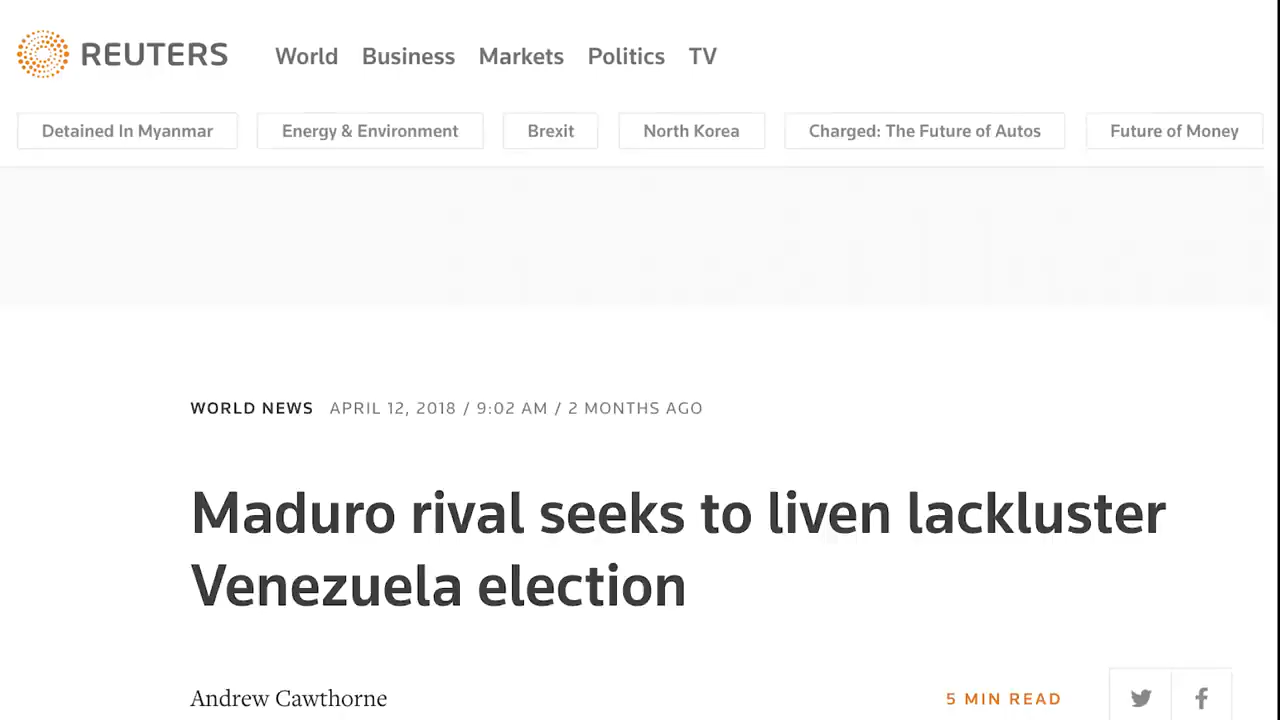 REUTERS World Business Markets Politics TV
Detained In Myanmar Energy & Environment Brexit North Korea Charged: The Future of Autos Future of Money
WORLD NEWS APRIL 12, 2018 / 9:02 AM / 2 MONTHS AGO
Maduro rival seeks to liven lackluster
Venezuela election
Andrew Cawthorne 5 MIN READ